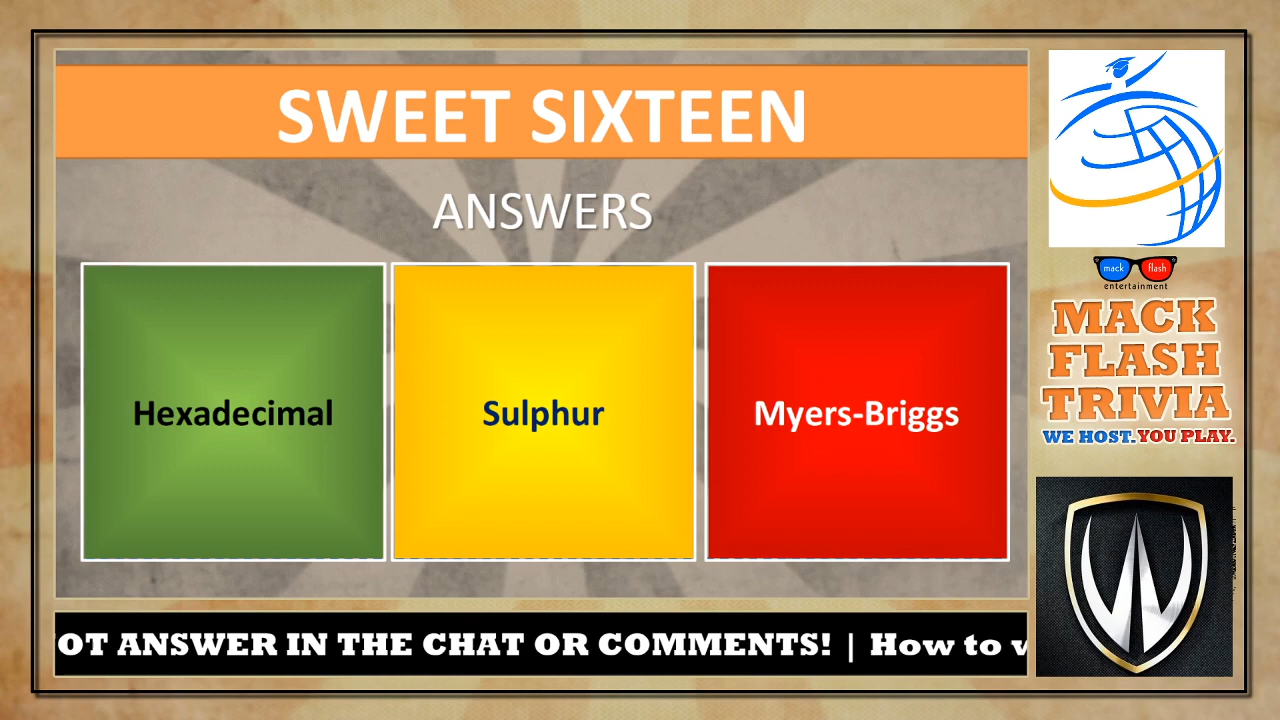 SWEET SIXTEEN
ANSWERS
Hexadecimal
Sulphur
Myers-Briggs
mack flash
entertainment
MACK
FLASH
TRIVIA
WE HOST. YOU PLAY.
OT ANSWER IN THE CHAT OR COMMENTS! | How to